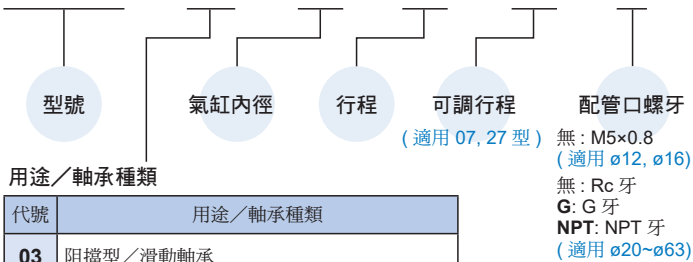 型號
氣缸內徑
行程
可調行程
( 適用 07, 27 型 )
配管口螺牙
無 : M5×0.8
( 適用 ø12, ø16)
無 : Rc 牙
G: G 牙
NPT: NPT 牙
( 適用 ø20~ø63)
用途／軸承種類
代號 用途／軸承種類
03 阻擋型／滑動軸承